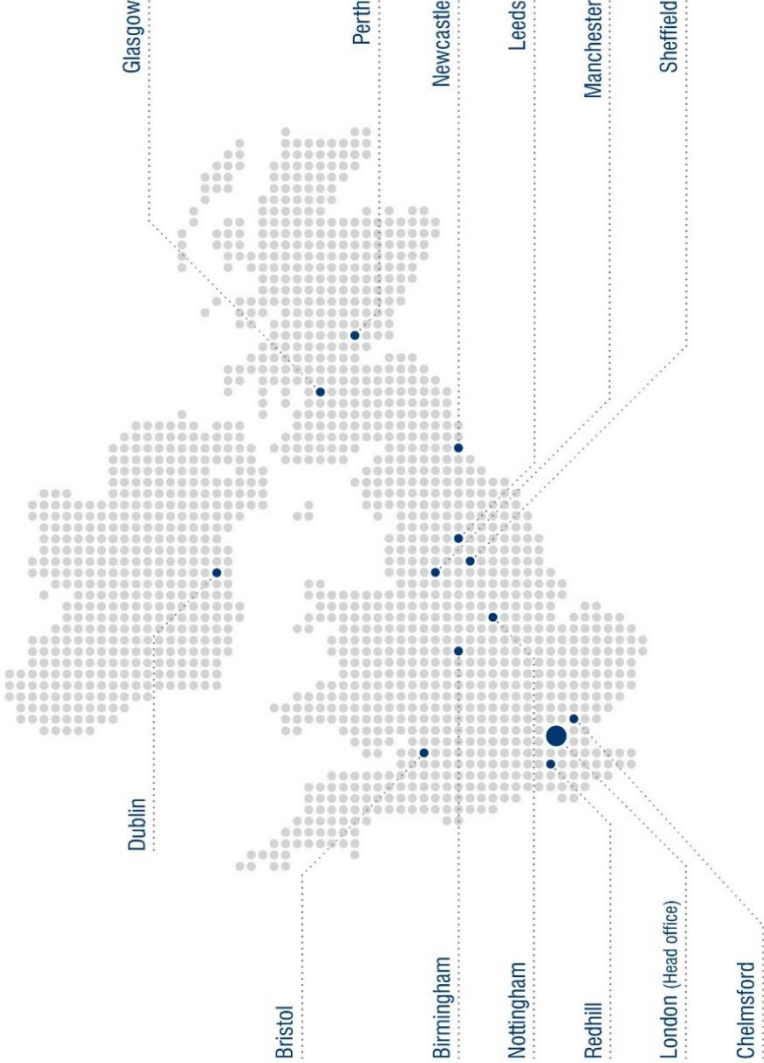 Glasgow
Perth
Newcastle
Leeds
Manchester
Sheffield
Dublin
Bristol
Birmingham
Nottingham
Redhill
London (Head office)
Chelmsford